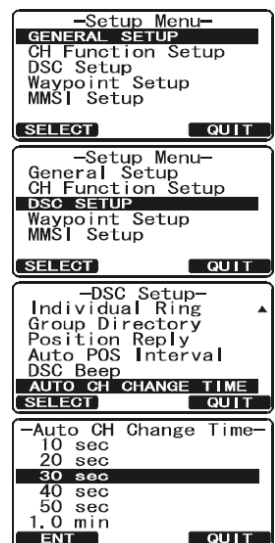 —Setup Menu—
GENERAL SETUP
CH Function Setup
DSC Setup
Waypoint Setup
MMSI Setup
SELECT QUIT
—Setup Menu—
General Setup
CH Function Setup
DSC SETUP
Waypoint Setup
MMSI Setup
SELECT QUIT
—DSC Setup—
Individual Ring
Group Directory
Position Reply
Auto POS Interval
DSC Beep
AUTO CH CHANGE TIME
SELECT QUIT
—Auto CH Change Time—
10 sec
20 sec
30 sec
40 sec
50 sec
1.0 min
ENT QUIT